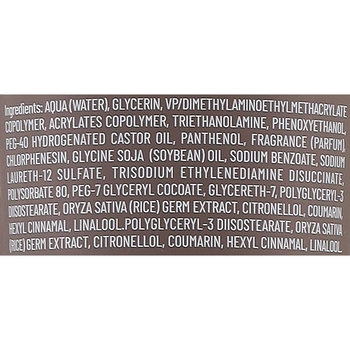 Ingredients: AQUA (WATER), GLYCERIN, VP/DIMETHYLAMINOETHYLMETHACRYLATE
COPOLYMER, ACRYLATES COPOLYMER, TRIETHANOLAMINE, PHENOXYETHANOL,
PEG-40 HYDROGENATED CASTOR OIL, PANTHENOL, FRAGRANCE (PARFUM),
CHLORPHENESIN, GLYCINE SOJA (SOYBEAN) OIL, SODIUM BENZOATE, SODIUM
LAURETH-12 SULFATE, TRISODIUM ETHYLENEDIAMINE DISUCCINATE,
POLYSORBATE 80, PEG-7 GLYCERYL COCOATE, GLYCERETH-7, POLYGLYCERYL-3
DIISOSTEARATE, ORYZA SATIVA (RICE) GERM EXTRACT, CITRONELLOL, COUMARIN,
HEXYL CINNAMAL, LINALOOL.POLYGLYCERYL-3 DIISOSTEARATE, ORYZA SATIVA
(RICE) GERM EXTRACT, CITRONELLOL, COUMARIN, HEXYL CINNAMAL, LINALOOL.